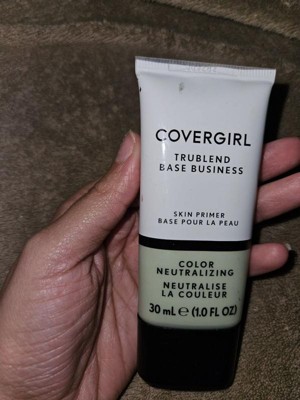 COVERGIRL
TRUBLEND
BASE BUSINESS
SKIN PRIMER
BASE POUR LA PEAU
COLOR
NEUTRALIZING
NEUTRALISE
LA COULEUR
30 mL ℮ (1.0 FL OZ)